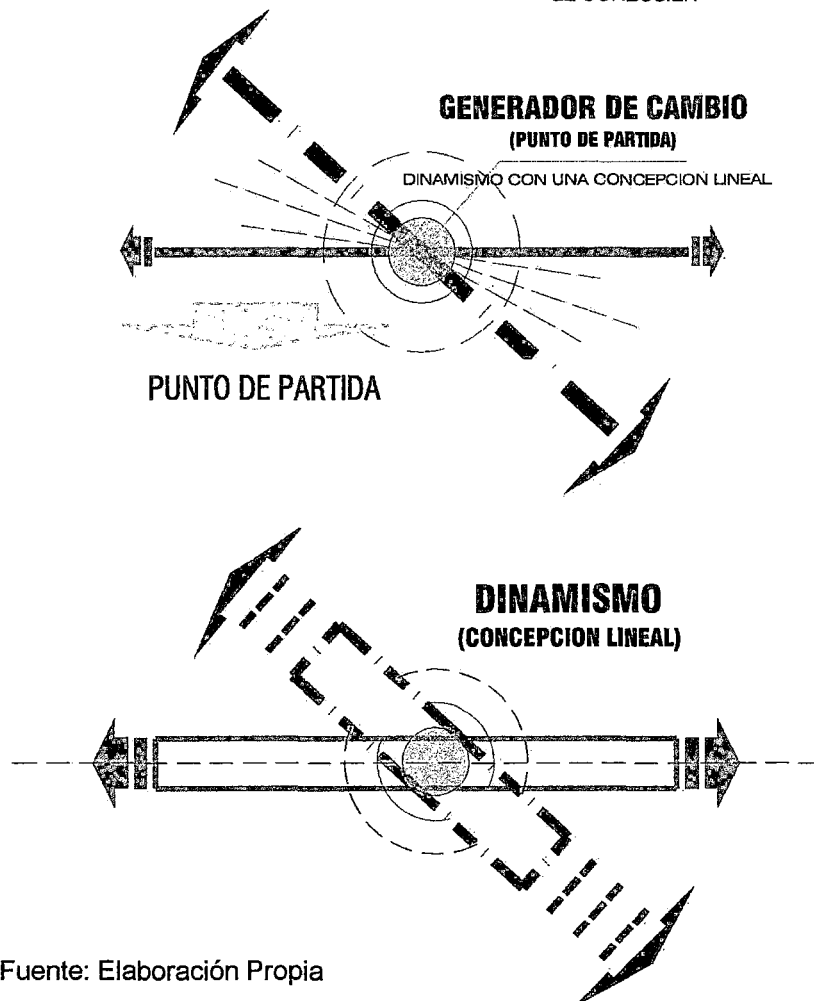 GENERADOR DE CAMBIO
(PUNTO DE PARTIDA)
DINAMISMO CON UNA CONCEPCION LINEAL
PUNTO DE PARTIDA
DINAMISMO
(CONCEPCION LINEAL)
Fuente: Elaboración Propia